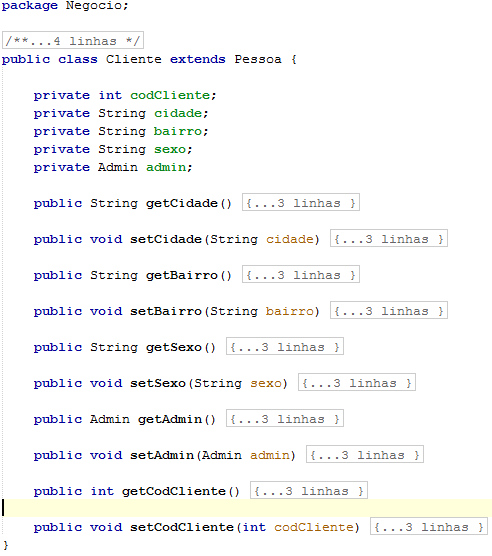 package Negocio;
/**...4 linhas */
public class Cliente extends Pessoa {
private int codCliente;
private String cidade;
private String bairro;
private String sexo;
private Admin admin;
public String getCidade() {...3 linhas }
public void setCidade(String cidade) {...3 linhas }
public String getBairro() {...3 linhas }
public void setBairro(String bairro) {...3 linhas }
public String getSexo() {...3 linhas }
public void setSexo(String sexo) {...3 linhas }
public Admin getAdmin() {...3 linhas }
public void setAdmin(Admin admin) {...3 linhas }
public int getCodCliente() {...3 linhas }
public void setCodCliente(int codCliente) {...3 linhas }
}